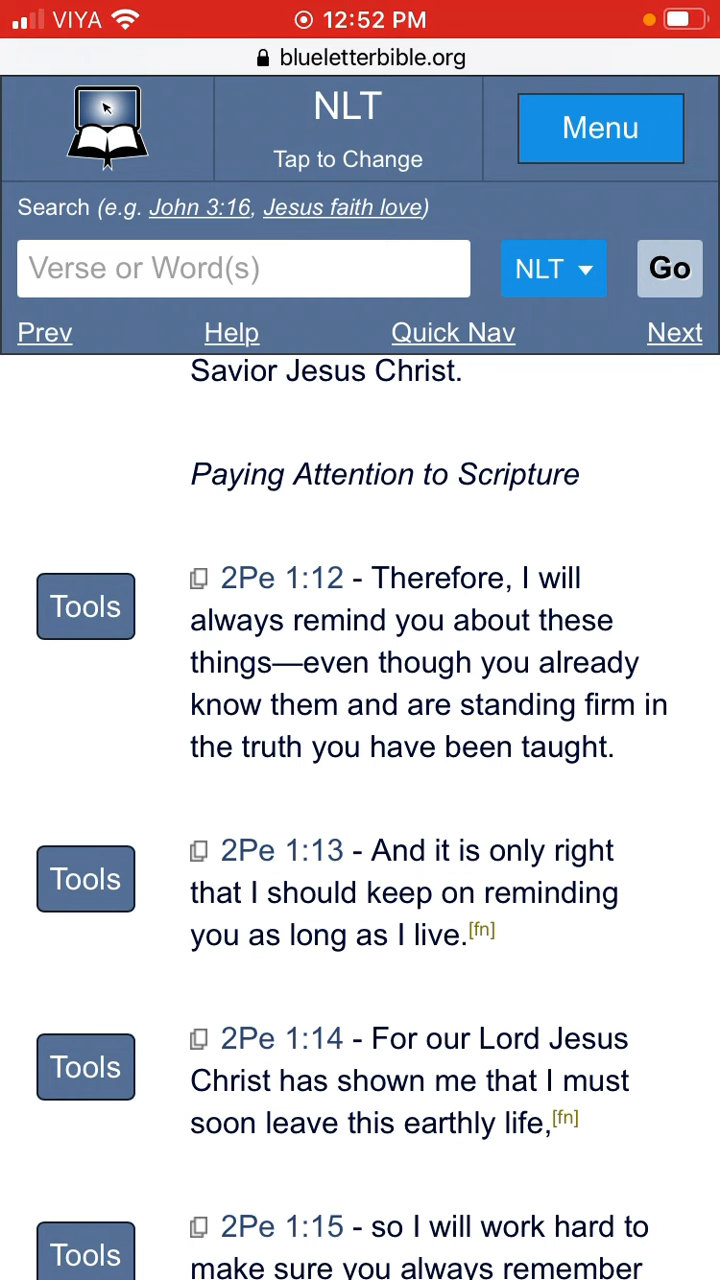 VIYA 12:52 PM
blueletterbible.org
NLT
Tap to Change
Menu
Search (e.g. John 3:16, Jesus faith love)
Verse or Word(s) NLT Go
Prev Help Quick Nav Next
Savior Jesus Christ.
Paying Attention to Scripture
Tools
2Pe 1:12 - Therefore, I will
always remind you about these
things—even though you already
know them and are standing firm in
the truth you have been taught.
Tools
2Pe 1:13 - And it is only right
that I should keep on reminding
you as long as I live.[fn]
Tools
2Pe 1:14 - For our Lord Jesus
Christ has shown me that I must
soon leave this earthly life,[fn]
Tools
2Pe 1:15 - so I will work hard to
make sure you always remember